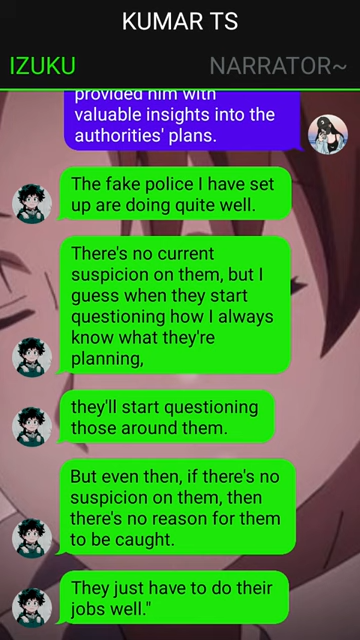 KUMAR TS
IZUKU NARRATOR~
provided him with
valuable insights into the
authorities' plans.
The fake police I have set
up are doing quite well.
There's no current
suspicion on them, but I
guess when they start
questioning how I always
know what they're
planning,
they'll start questioning
those around them.
But even then, if there's no
suspicion on them, then
there's no reason for them
to be caught.
They just have to do their
jobs well."